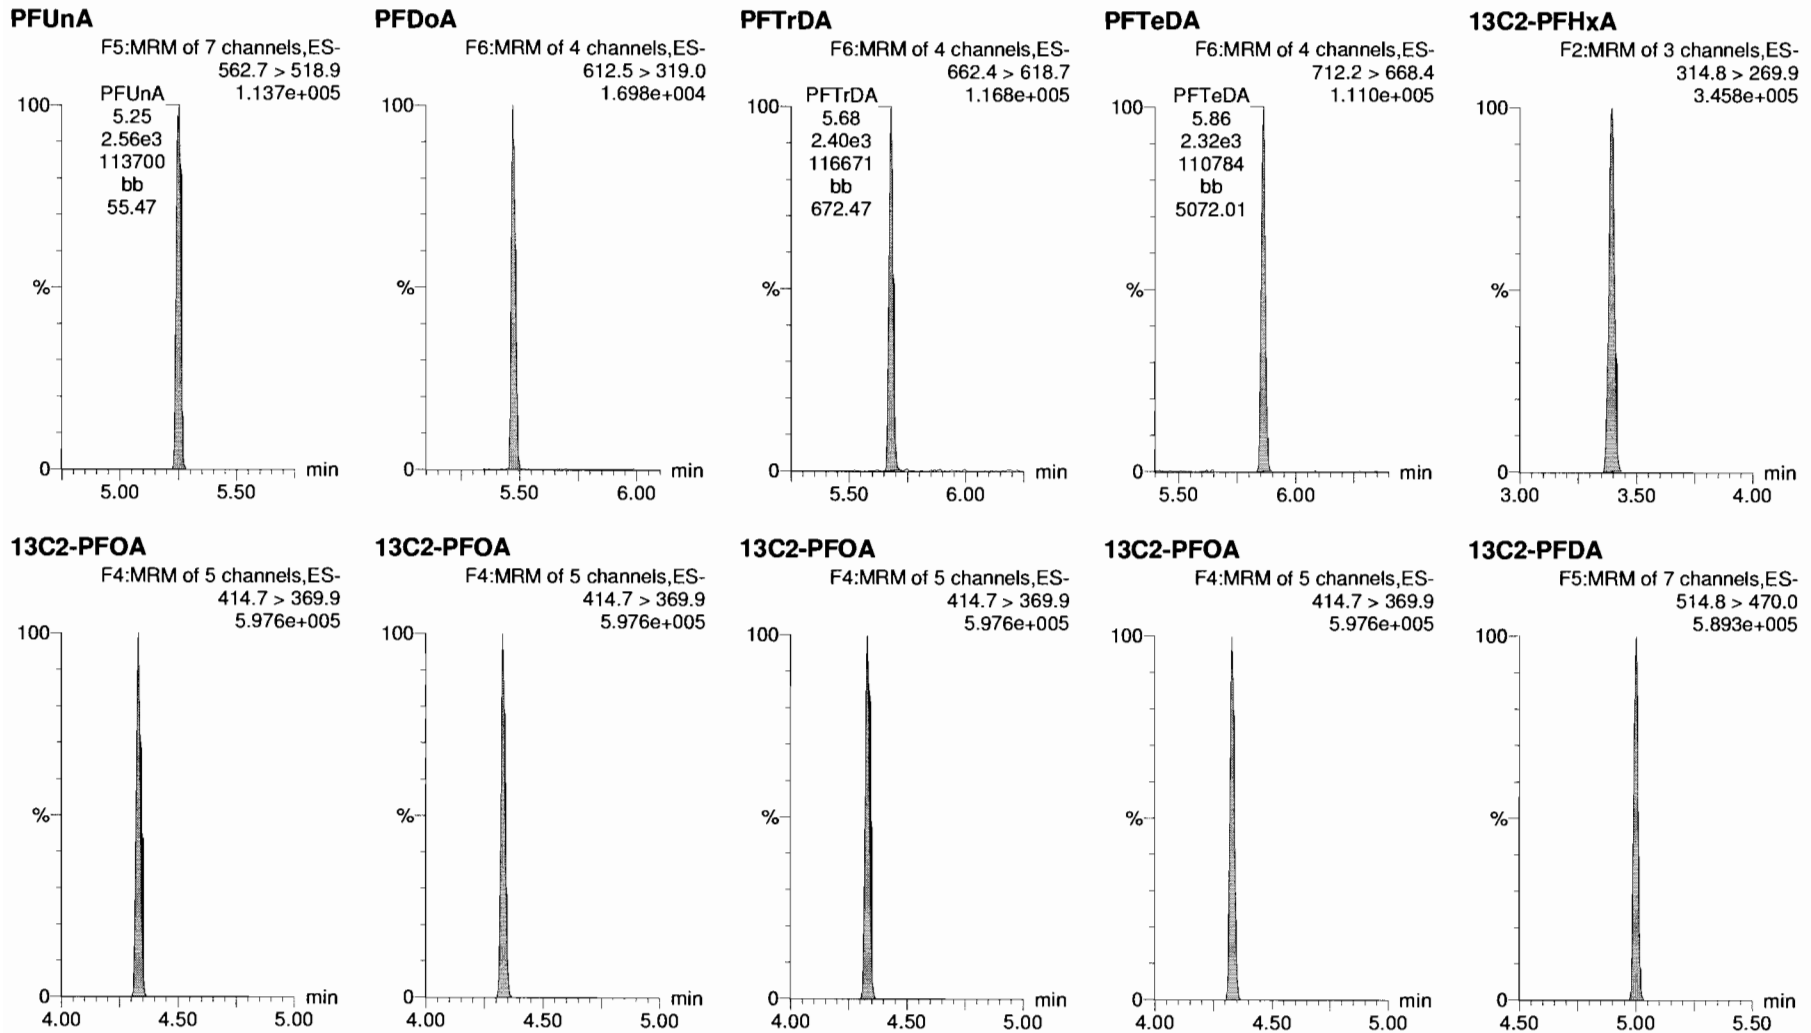 PFUnA
F5:MRM of 7 channels,ES-
562.7 > 518.9
1.137e+005
PFUnA
5.25
2.56e3
113700
bb
55.47
100
%
0
5.00 5.50
min
PFDoA
F6:MRM of 4 channels,ES-
612.5 > 319.0
1.698e+004
100
%
0
5.50 6.00
min
PFTrDA
F6:MRM of 4 channels,ES-
662.4 > 618.7
1.168e+005
PFTrDA
5.68
2.40e3
116671
bb
672.47
100
%
0
5.50 6.00
min
PFTeDA
F6:MRM of 4 channels,ES-
712.2 > 668.4
1.110e+005
PFTeDA
5.86
2.32e3
110784
bb
5072.01
100
%
0
5.50 6.00
min
13C2-PFHxA
F2:MRM of 3 channels,ES-
314.8 > 269.9
3.458e+005
100
%
0
3.00 3.50 4.00
min
13C2-PFOA
F4:MRM of 5 channels,ES-
414.7 > 369.9
5.976e+005
100
%
0
4.00 4.50 5.00
min
13C2-PFOA
F4:MRM of 5 channels,ES-
414.7 > 369.9
5.976e+005
100
%
0
4.00 4.50 5.00
min
13C2-PFOA
F4:MRM of 5 channels,ES-
414.7 > 369.9
5.976e+005
100
%
0
4.00 4.50 5.00
min
13C2-PFOA
F4:MRM of 5 channels,ES-
414.7 > 369.9
5.976e+005
100
%
0
4.00 4.50 5.00
min
13C2-PFDA
F5:MRM of 7 channels,ES-
514.8 > 470.0
5.893e+005
100
%
0
4.50 5.00 5.50
min